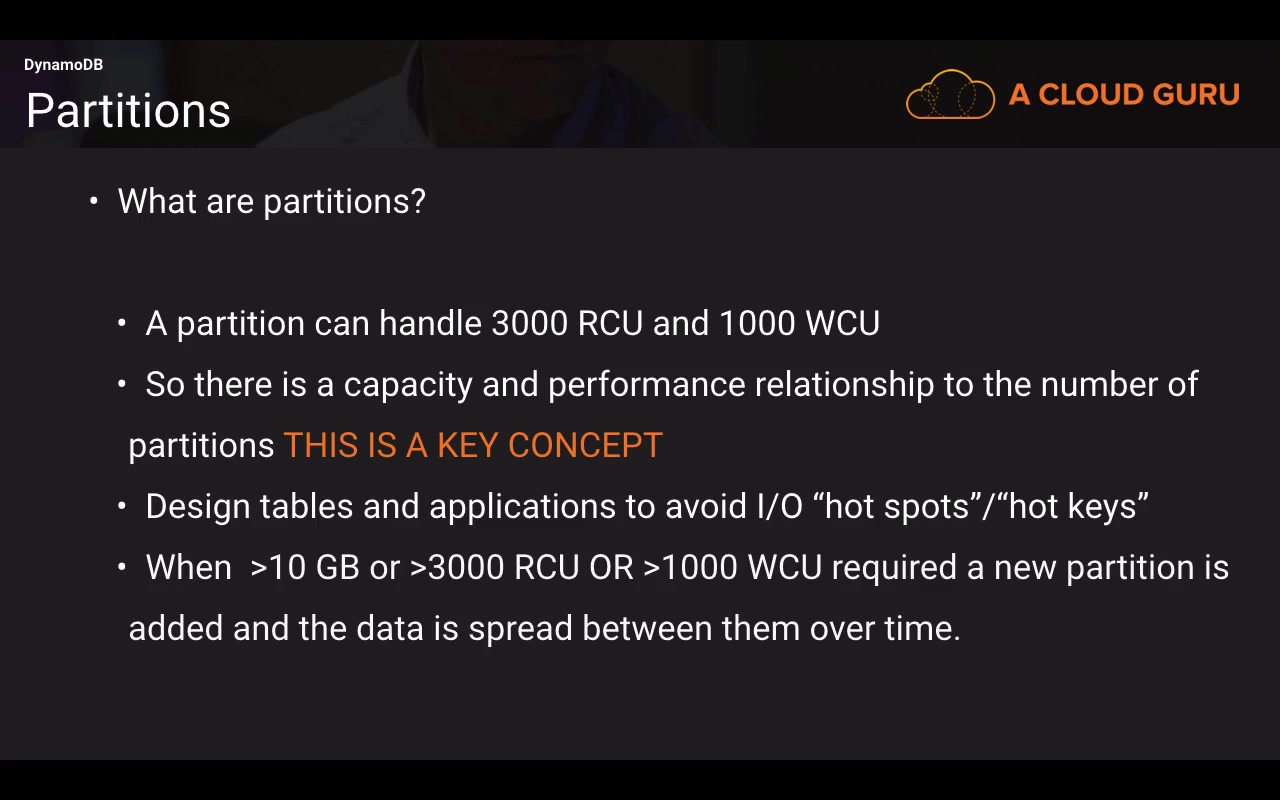 DynamoDB
Partitions
A CLOUD GURU
• What are partitions?
• A partition can handle 3000 RCU and 1000 WCU
• So there is a capacity and performance relationship to the number of
partitions THIS IS A KEY CONCEPT
• Design tables and applications to avoid I/O “hot spots”/“hot keys”
• When  >10 GB or >3000 RCU OR >1000 WCU required a new partition is
added and the data is spread between them over time.